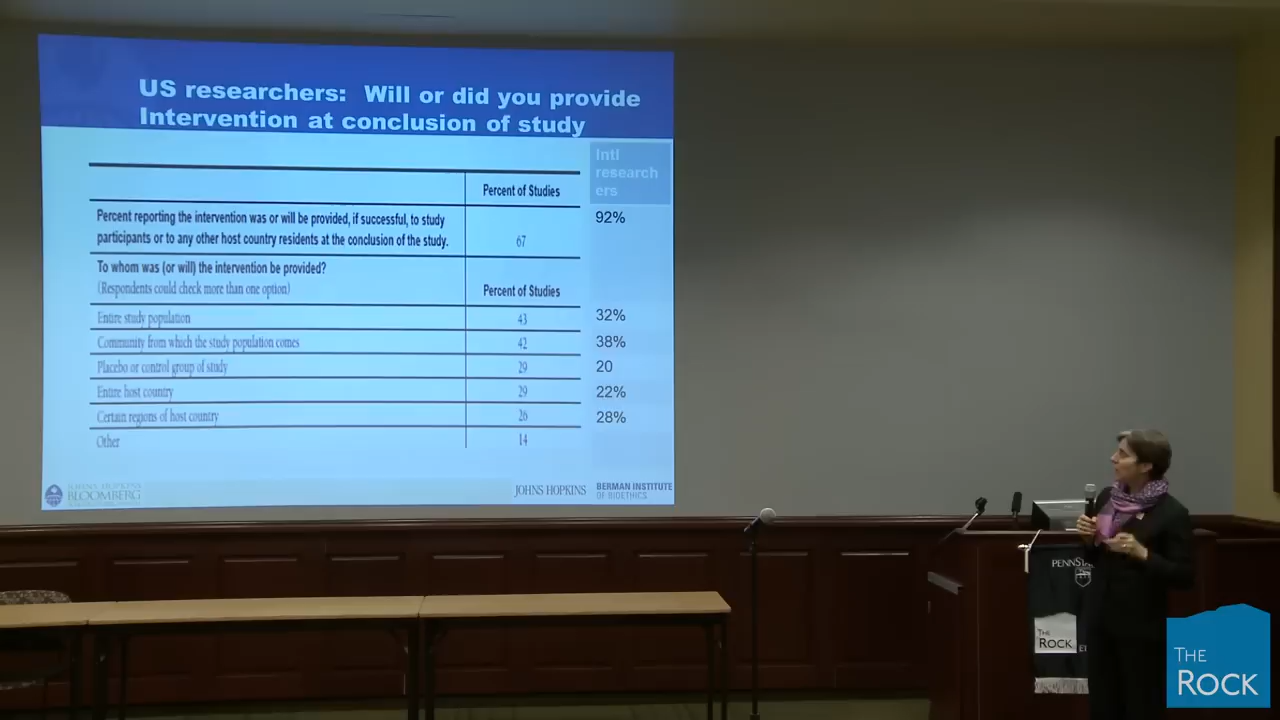 US researchers: Will or did you provide
Intervention at conclusion of study
Intl
research
ers
Percent of Studies
Percent reporting the intervention was or will be provided, if successful, to study
participants or to any other host country residents at the conclusion of the study.
67
92%
To whom was (or will) the intervention be provided?
(Respondents could check more than one option)
Percent of Studies
Entire study population 43 32%
Community from which the study population comes 42 38%
Placebo or control group of study 29 20
Entire host country 29 22%
Certain regions of host country 26 28%
Other 14
JOHNS HOPKINS
BLOOMBERG
JOHNS HOPKINS
BERMAN INSTITUTE
OF BIOETHICS
THE
ROCK
THE
ROCK